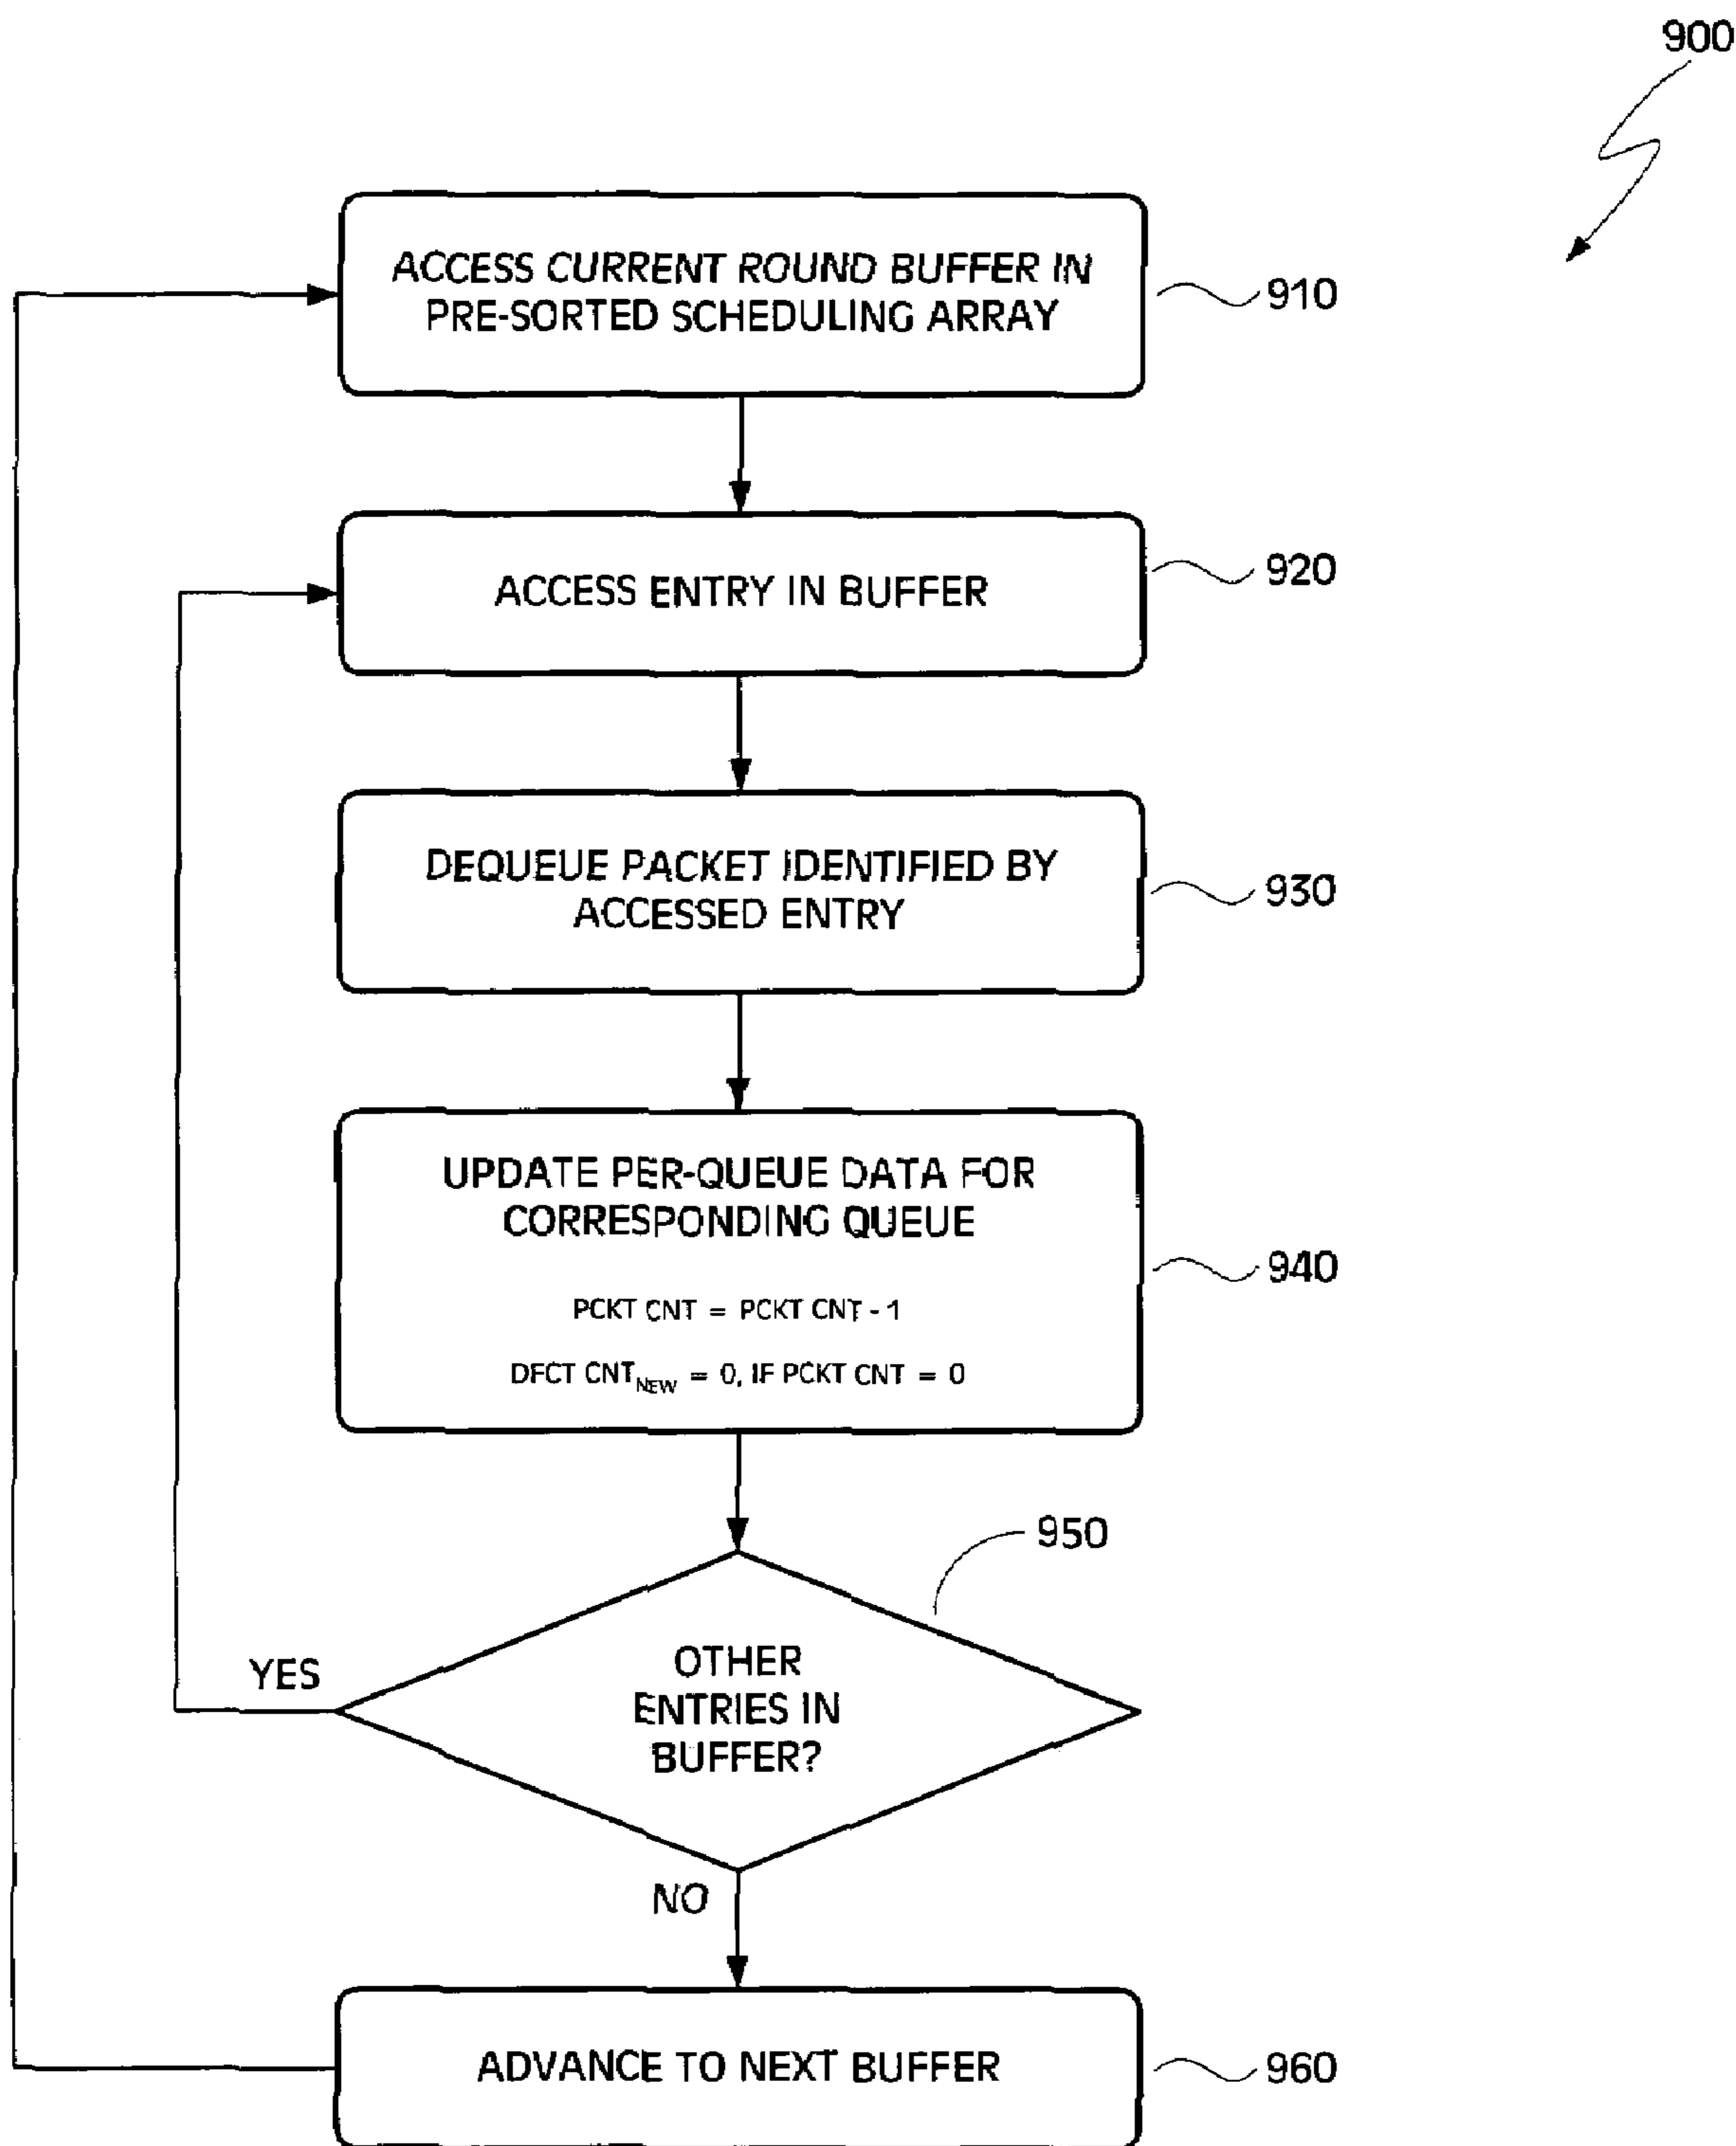 900
ACCESS CURRENT ROUND BUFFER IN
PRE-SORTED SCHEDULING ARRAY
910
ACCESS ENTRY IN BUFFER
920
DEQUEUE PACKET IDENTIFIED BY
ACCESSED ENTRY
930
UPDATE PER-QUEUE DATA FOR
CORRESPONDING QUEUE
PCKT CNT = PCKT CNT - 1
DFCT CNT_NEW = 0, IF PCKT CNT = 0
940
950
OTHER
ENTRIES IN
BUFFER?
YES
NO
ADVANCE TO NEXT BUFFER
960